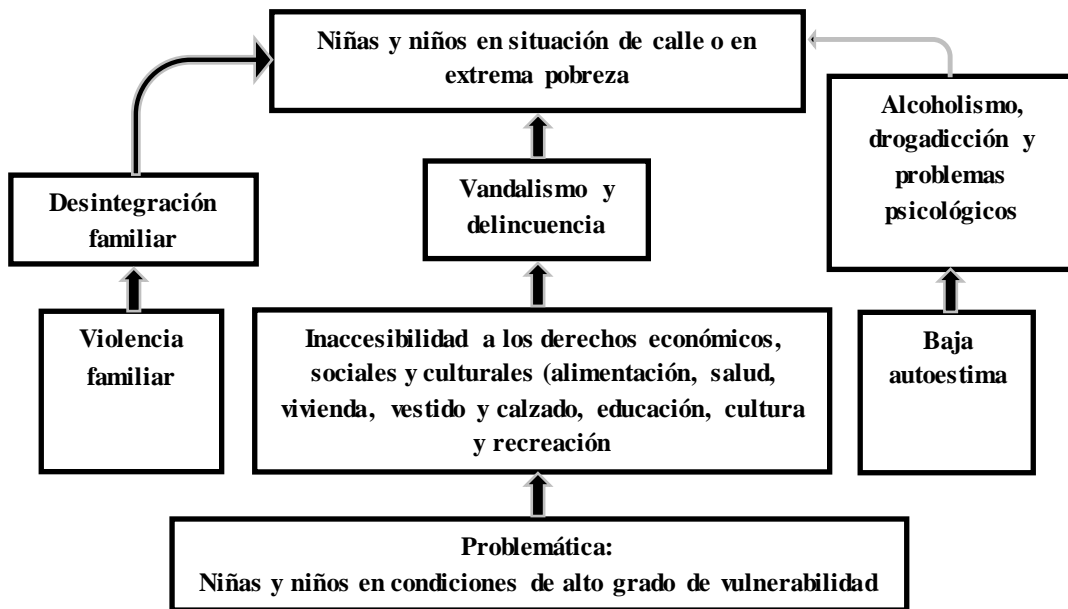 Niñas y niños en situación de calle o en
extrema pobreza
Alcoholismo,
drogadicción y
problemas
psicológicos
Vandalismo y
delincuencia
Desintegración
familiar
Violencia
familiar
Inaccesibilidad a los derechos económicos,
sociales y culturales (alimentación, salud,
vivienda, vestido y calzado, educación, cultura
y recreación
Baja
autoestima
Problemática:
Niñas y niños en condiciones de alto grado de vulnerabilidad